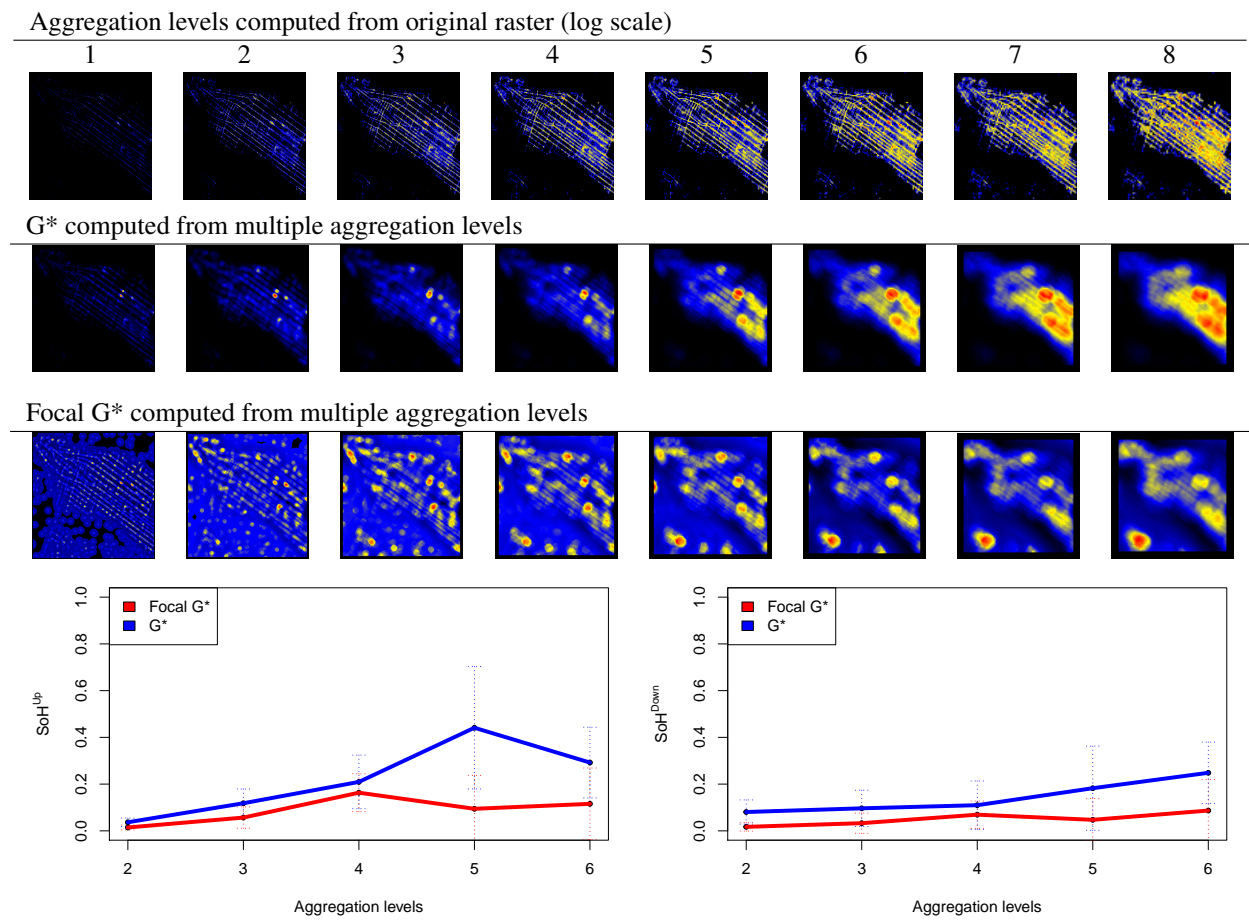 Aggregation levels computed from original raster (log scale)
1 2 3 4 5 6 7 8
G* computed from multiple aggregation levels
Focal G* computed from multiple aggregation levels
Focal G*
G*
SoH^Up
1.0
0.8
0.6
0.4
0.2
0.0
2 3 4 5 6
Aggregation levels
Focal G*
G*
SoH^Down
1.0
0.8
0.6
0.4
0.2
0.0
2 3 4 5 6
Aggregation levels